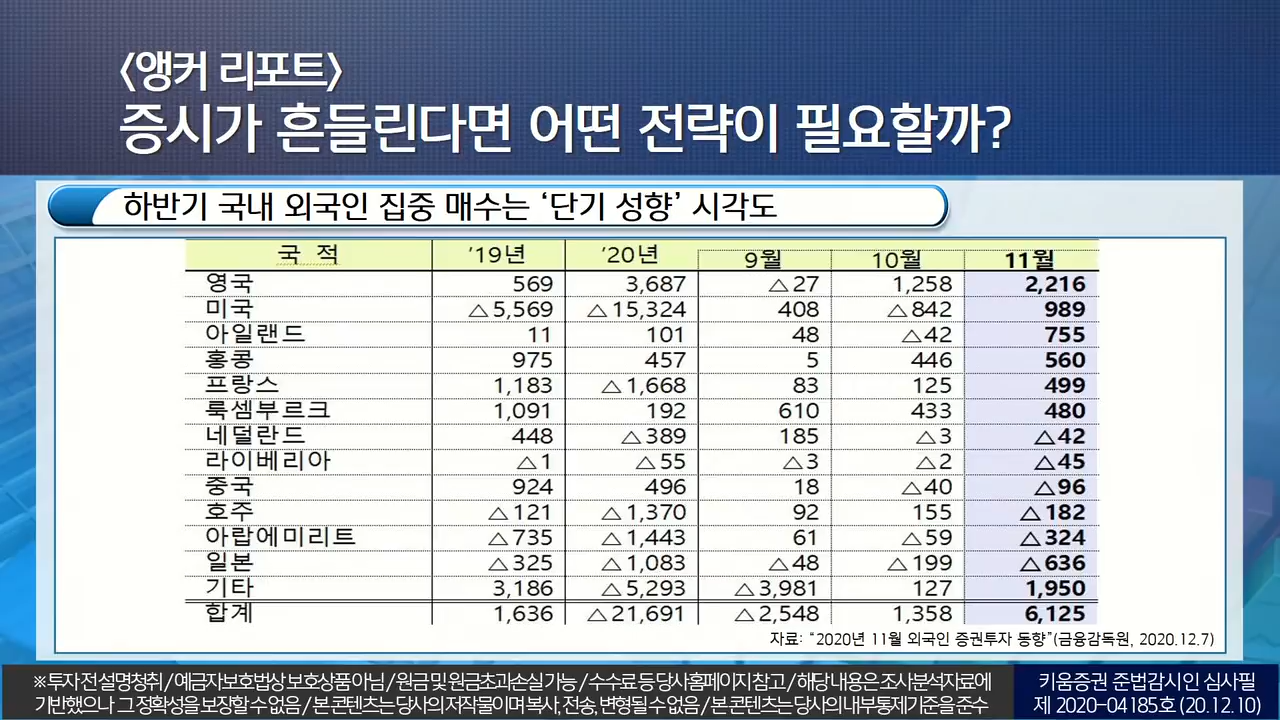 <앵커 리포트>
증시가 흔들린다면 어떤 전략이 필요할까?
하반기 국내 외국인 집중 매수는 ‘단기 성향’ 시각도
국 적 ’19년 ’20년 9월 10월 11월
영국 569 3,687 △27 1,258 2,216
미국 △5,569 △15,324 408 △842 989
아일랜드 11 101 48 △42 755
홍콩 975 457 5 446 560
프랑스 1,183 △1,668 83 125 499
룩셈부르크 1,091 192 610 433 480
네덜란드 448 △389 185 △3 △42
라이베리아 △1 △55 △3 △2 △45
중국 924 496 18 △40 △96
호주 △121 △1,370 92 155 △182
아랍에미리트 △735 △1,443 61 △59 △324
일본 △325 △1,083 △48 △199 △636
기타 3,186 △5,293 △3,981 127 1,950
합계 1,636 △21,691 △2,548 1,358 6,125
자료: “2020년 11월 외국인 증권투자 동향”(금융감독원, 2020.12.7)
※ 투자 전 설명청취 / 예금자보호법상 보호상품 아님 / 원금 및 원금초과손실 가능 / 수수료 등 당사홈페이지 참고 / 해당 내용은 조사분석자료에
기반했으나 그 정확성을 보장할 수 없음 / 본 콘텐츠는 당사의 저작물이며 복사, 전송, 변형될 수 없음 / 본 콘텐츠는 당사의 내부통제기준을 준수
키움증권 준법감시인 심사필
제 2020-04185호 (20.12.10)